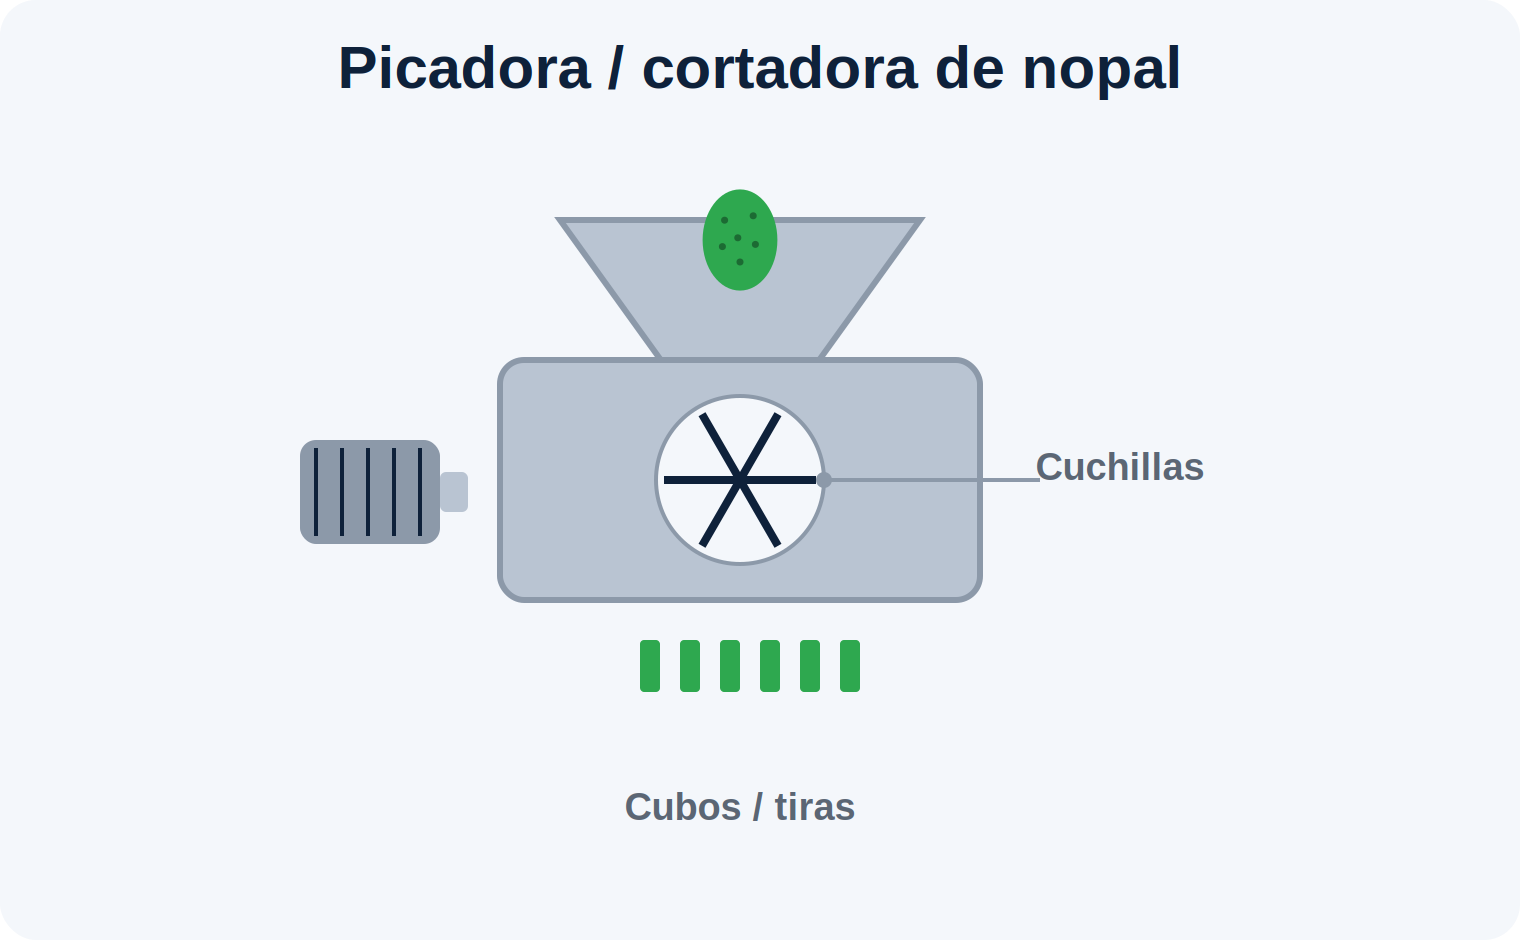 Picadora / cortadora de nopal
Cuchillas
Cubos / tiras